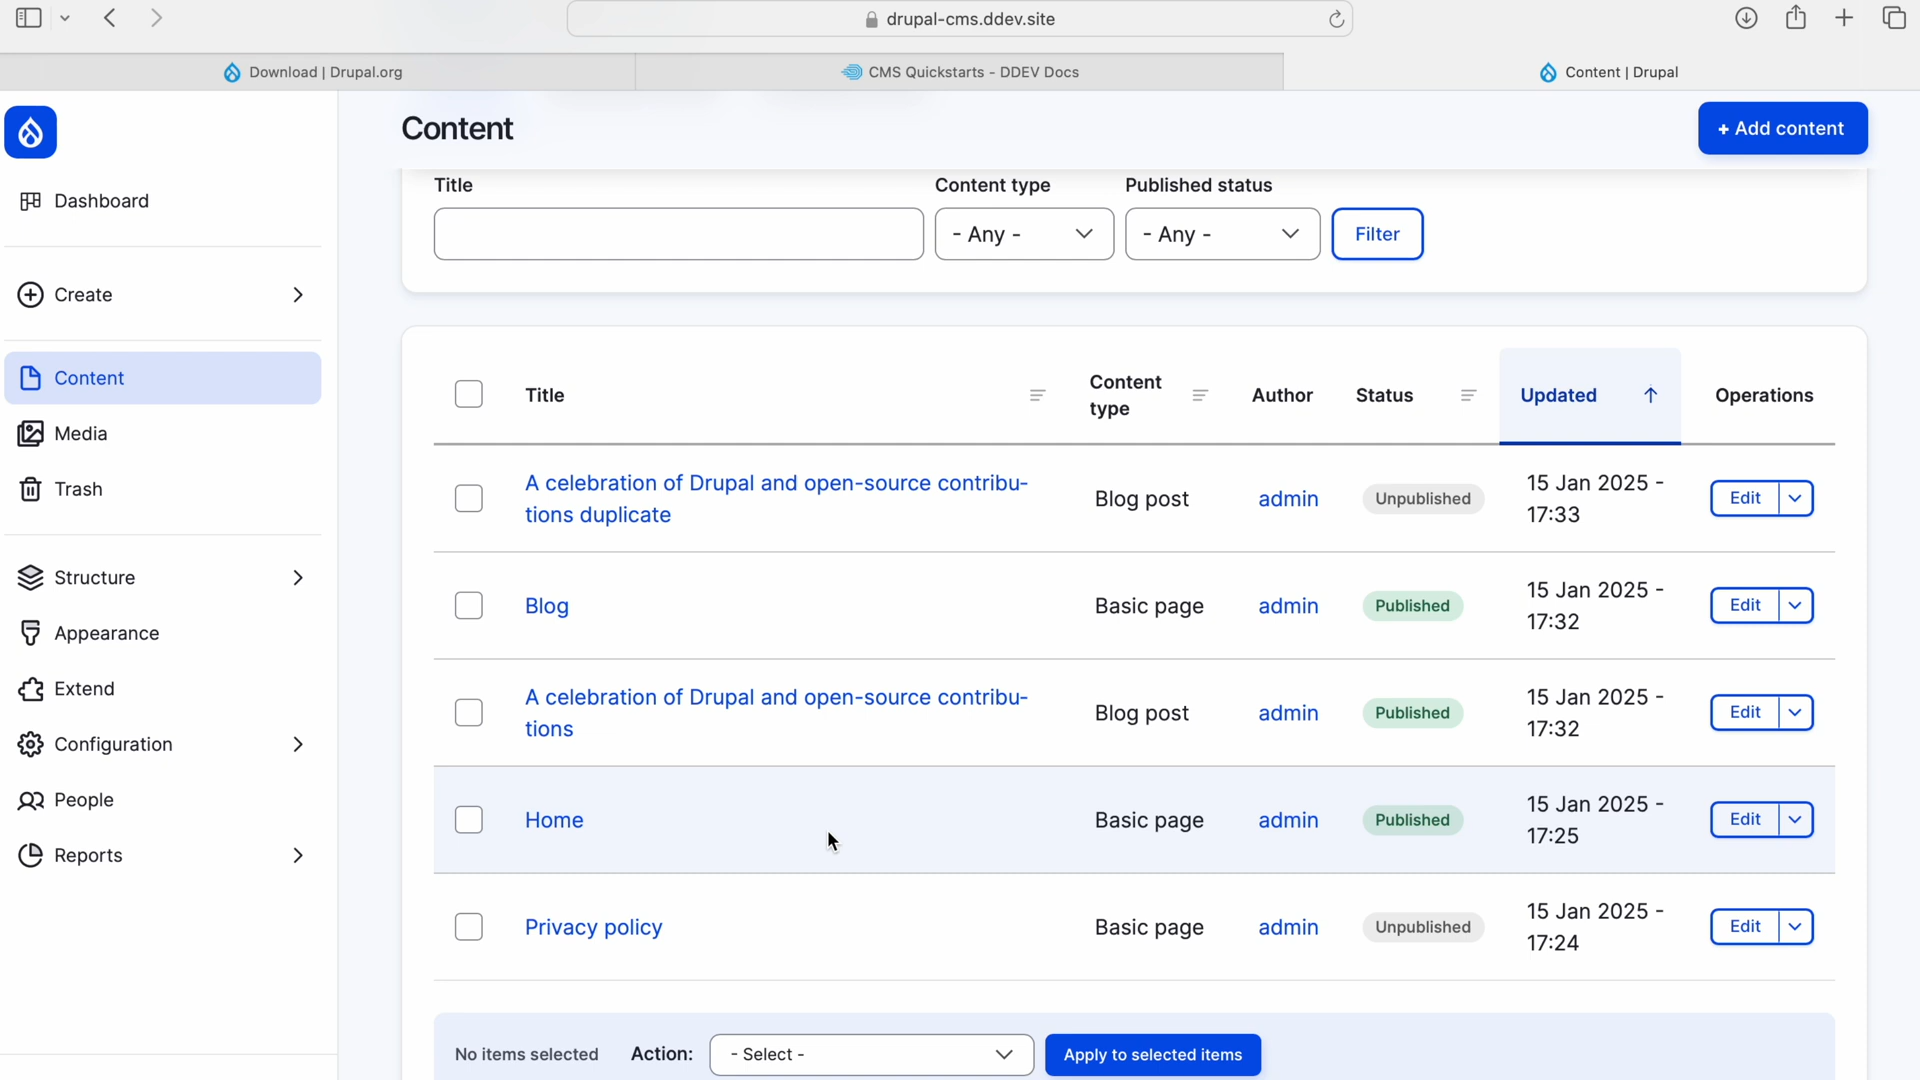 drupal-cms.ddev.site
Download | Drupal.org
CMS Quickstarts - DDEV Docs
Content | Drupal
Content
+ Add content
Dashboard
Create
Content
Media
Trash
Structure
Appearance
Extend
Configuration
People
Reports
Title
Content type
Published status
- Any -
- Any -
Filter
Title
Content
type
Author
Status
Updated
Operations
A celebration of Drupal and open-source contribu-
tions duplicate
Blog post
admin
Unpublished
15 Jan 2025 -
17:33
Edit
Blog
Basic page
admin
Published
15 Jan 2025 -
17:32
Edit
A celebration of Drupal and open-source contribu-
tions
Blog post
admin
Published
15 Jan 2025 -
17:32
Edit
Home
Basic page
admin
Published
15 Jan 2025 -
17:25
Edit
Privacy policy
Basic page
admin
Unpublished
15 Jan 2025 -
17:24
Edit
No items selected
Action:
- Select -
Apply to selected items